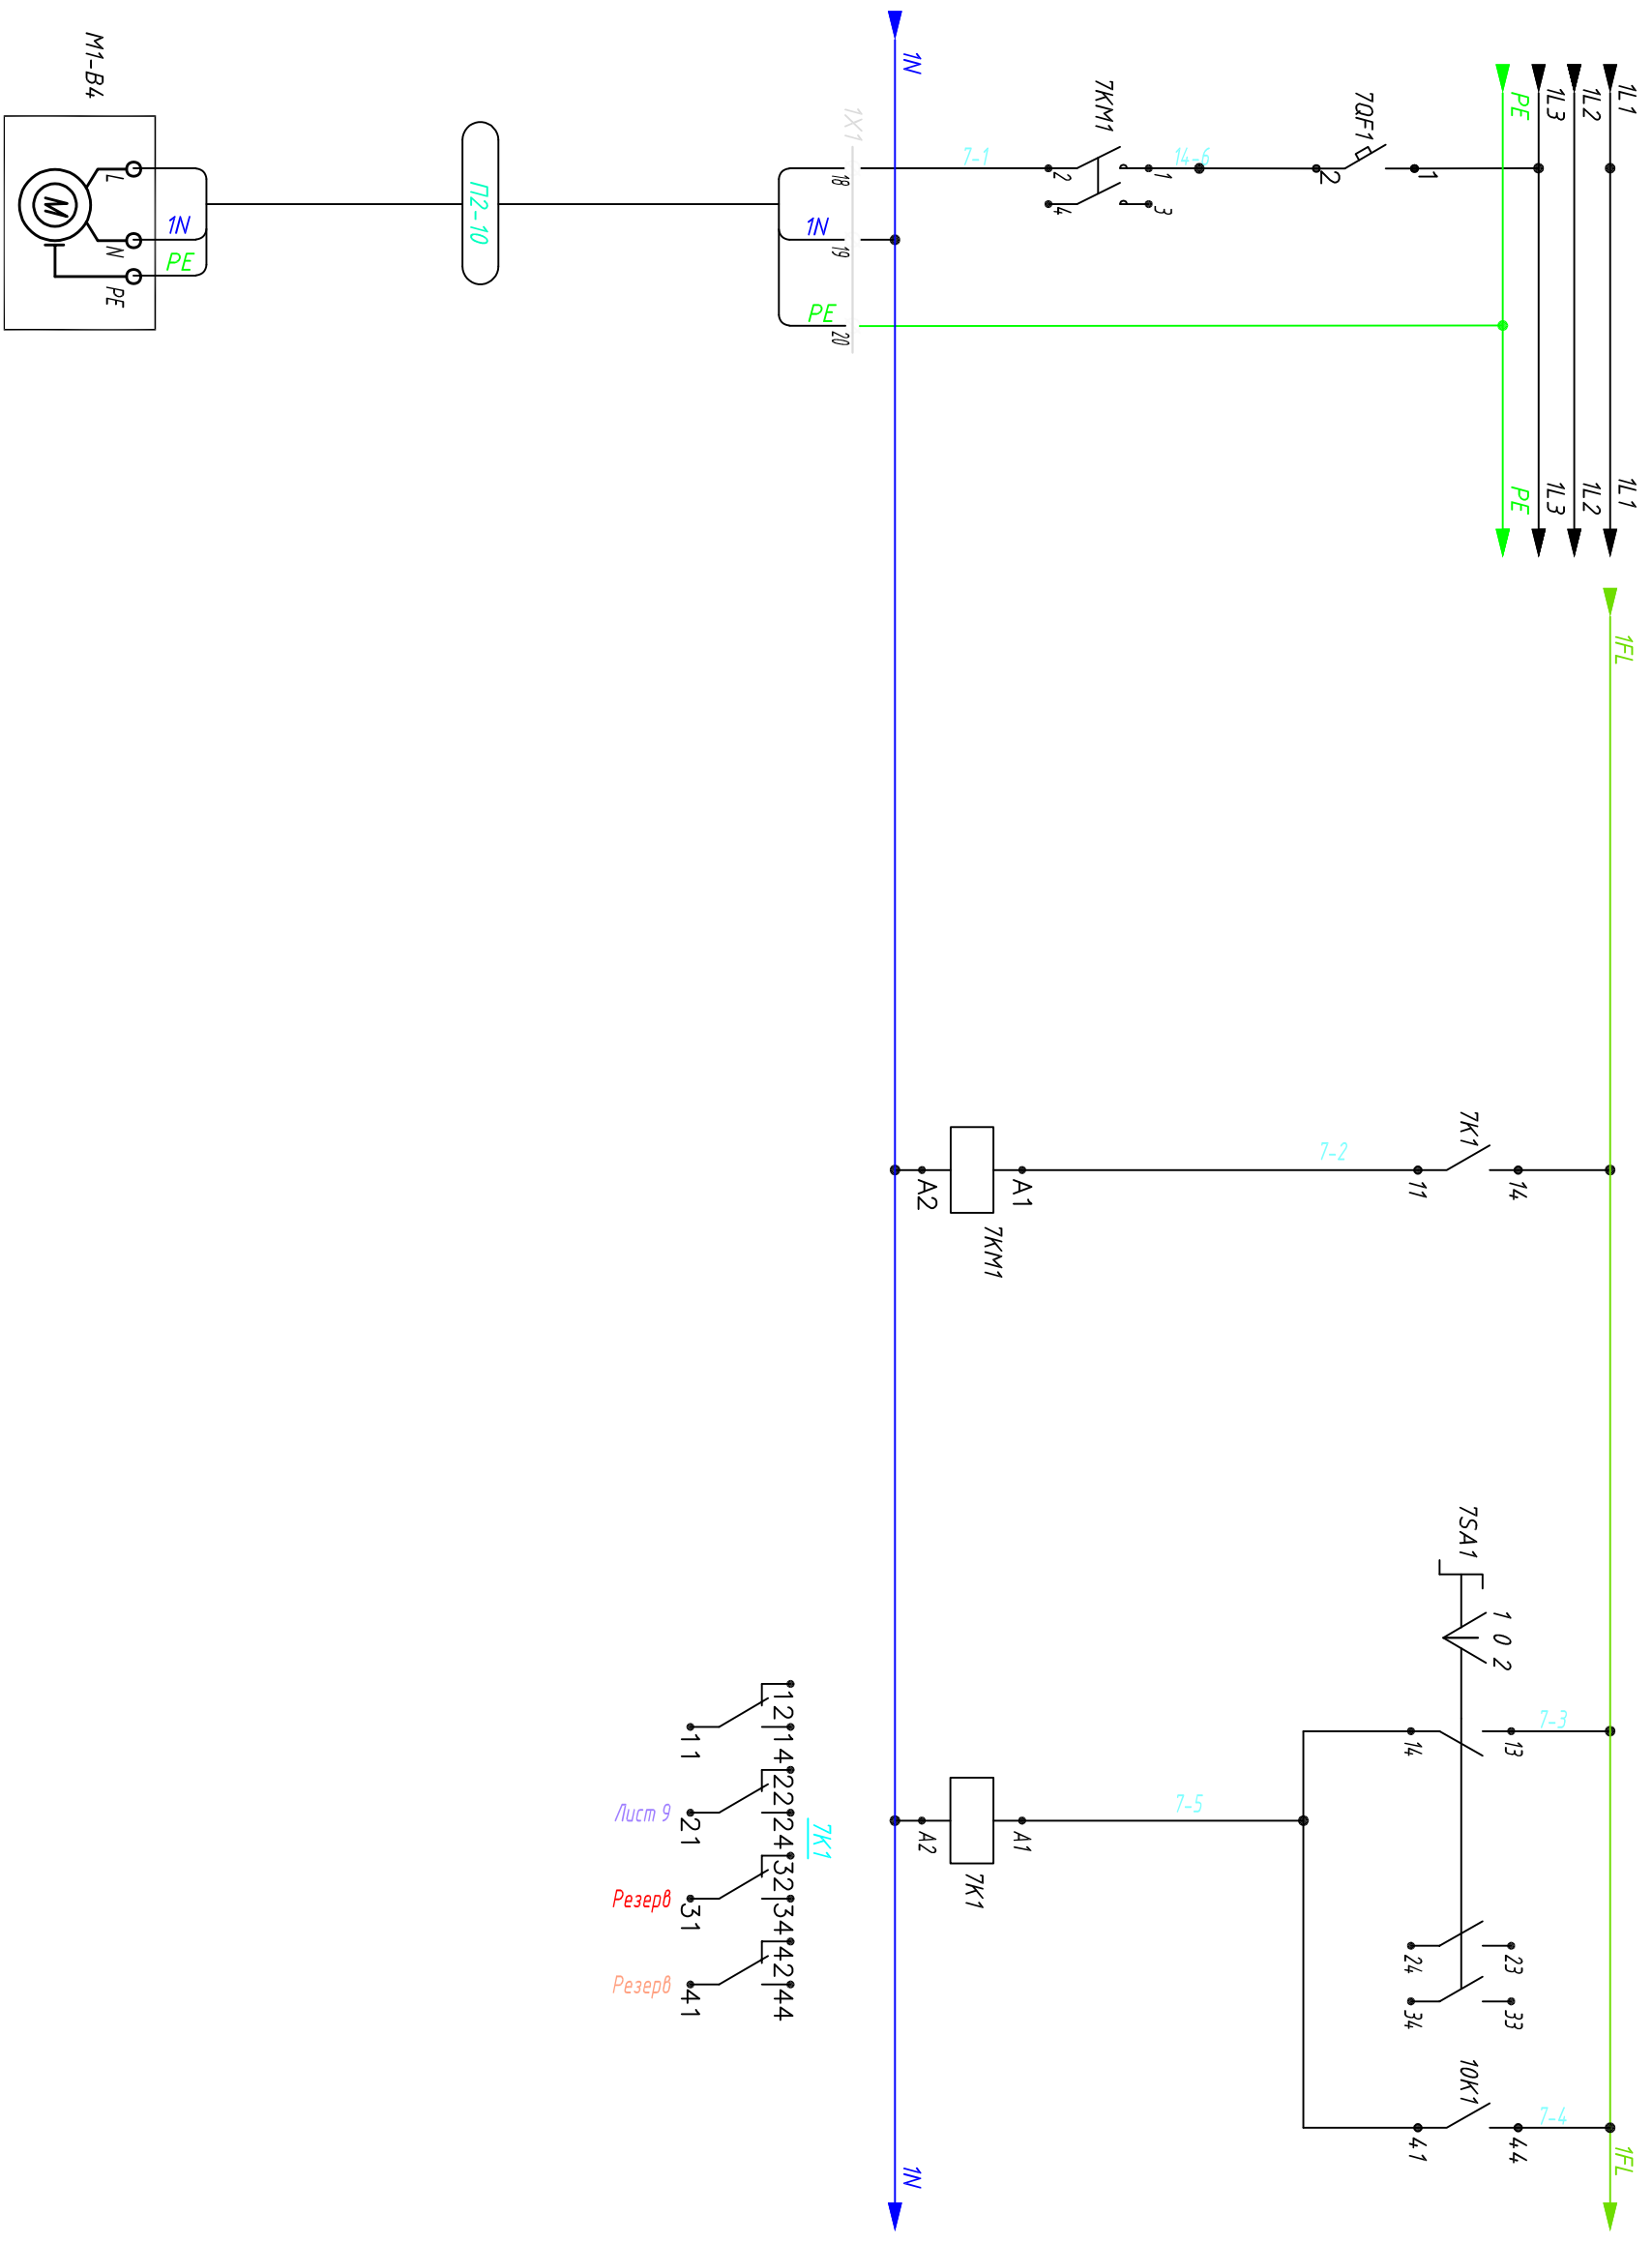 1L1
1L2
1L3
PE
1L1
1L2
1L3
PE
1FL
7QF1
1
2
14-6
7KM1
1
3
2
4
7-1
1N
1X1
18
1N
19
PE
20
П2-10
M1-B4
L
N
PE
1N
PE
M
7K1
14
11
7-2
A1
7KM1
A2
7SA1
1 0 2
7-3
13
14
23
24
33
34
10K1
7-4
44
41
1FL
7-5
A1
7K1
A2
1N
7K1
12
14
11
22
24
21
Лист 9
32
34
31
Резерв
42
44
41
Резерв